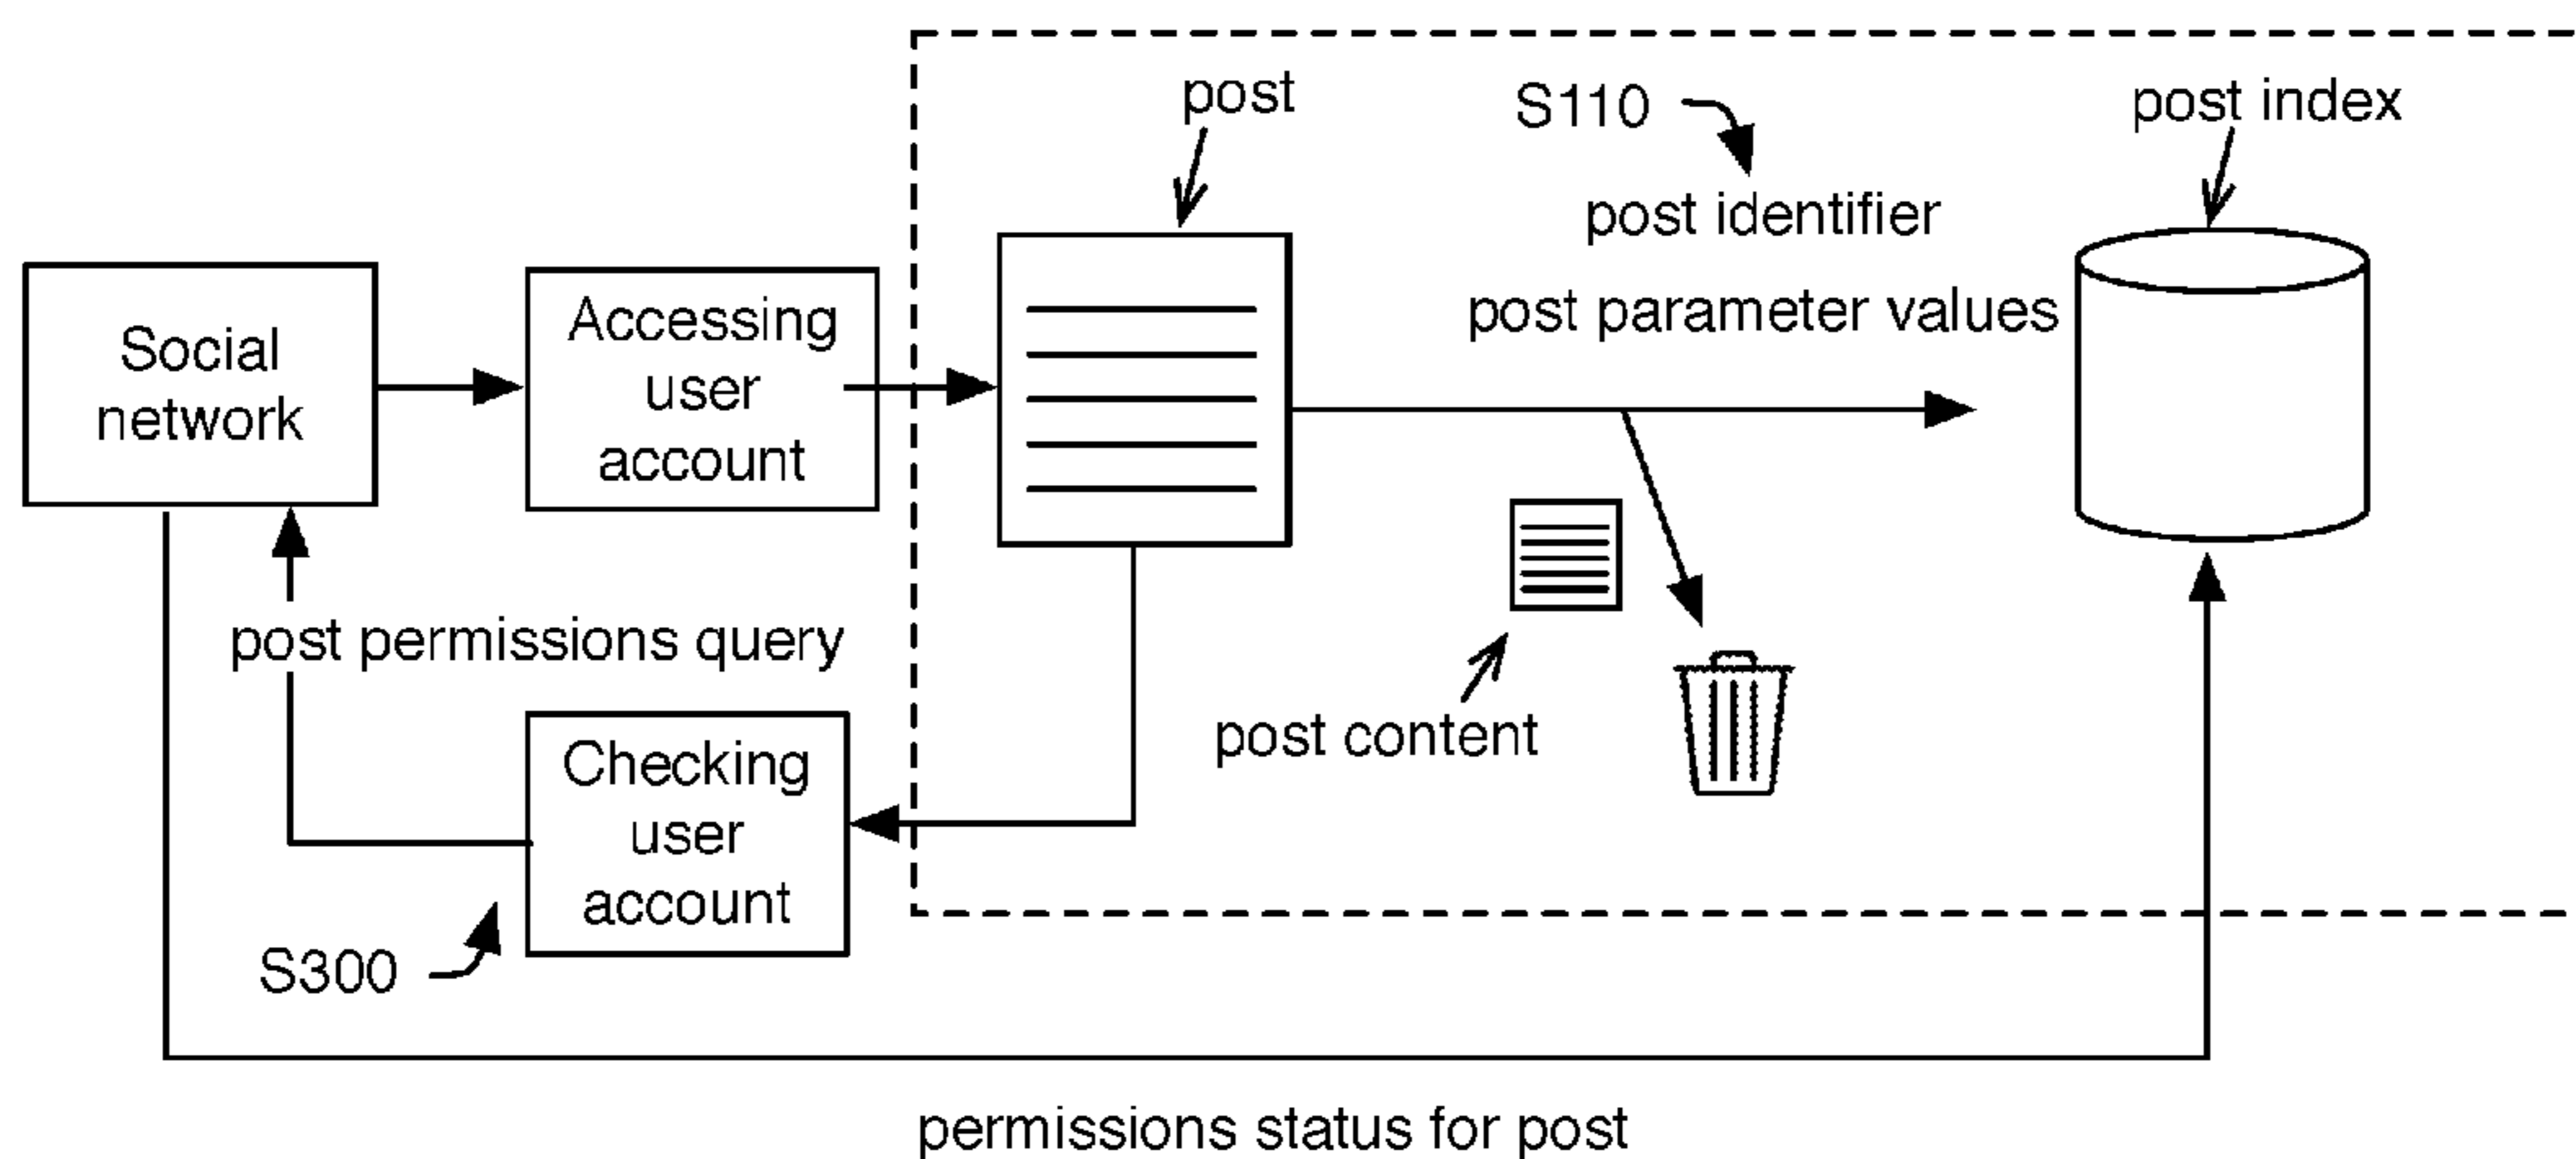 post
S110
post index
post identifier
post parameter values
Social
network
Accessing
user
account
post permissions query
post content
Checking
user
account
S300
permissions status for post